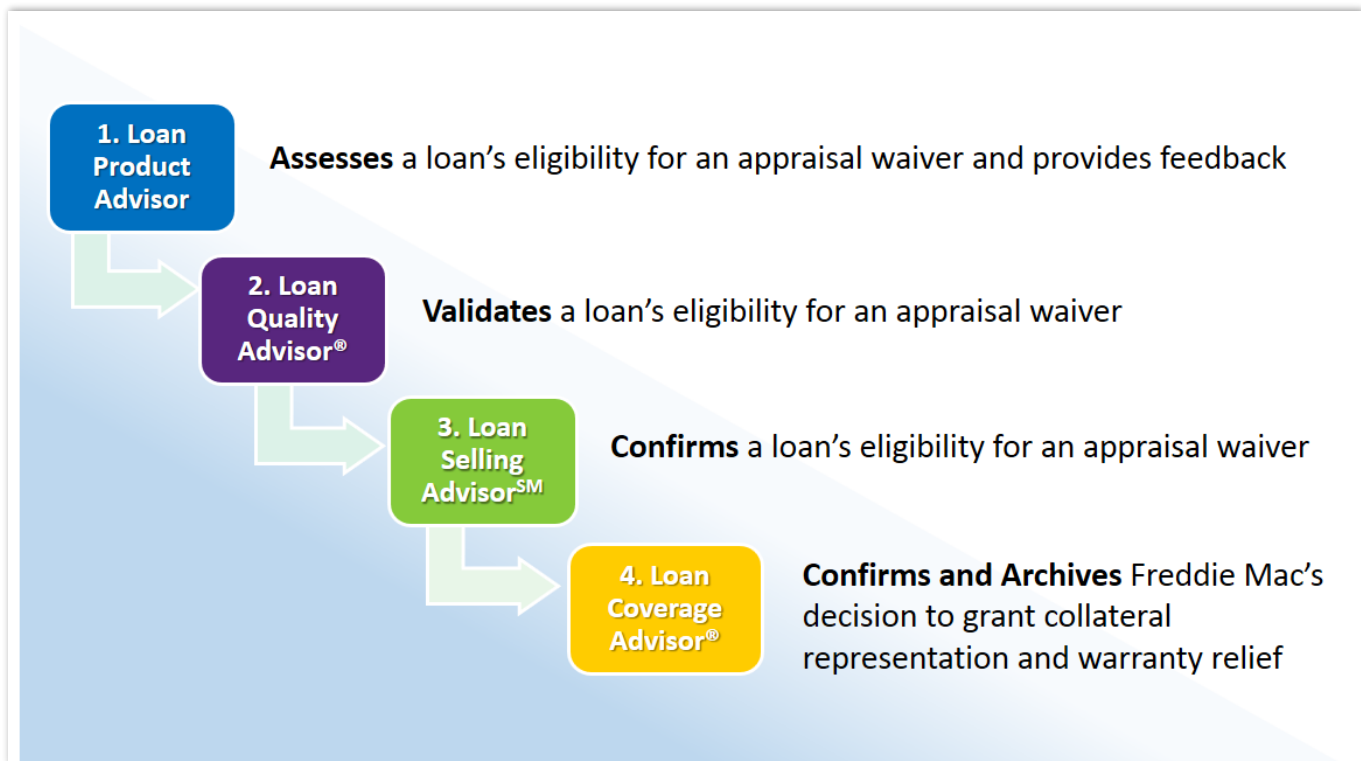 1. Loan
Product
Advisor
Assesses a loan’s eligibility for an appraisal waiver and provides feedback
2. Loan
Quality
Advisor®
Validates a loan’s eligibility for an appraisal waiver
3. Loan
Selling
Advisor℠
Confirms a loan’s eligibility for an appraisal waiver
4. Loan
Coverage
Advisor®
Confirms and Archives Freddie Mac’s
decision to grant collateral
representation and warranty relief